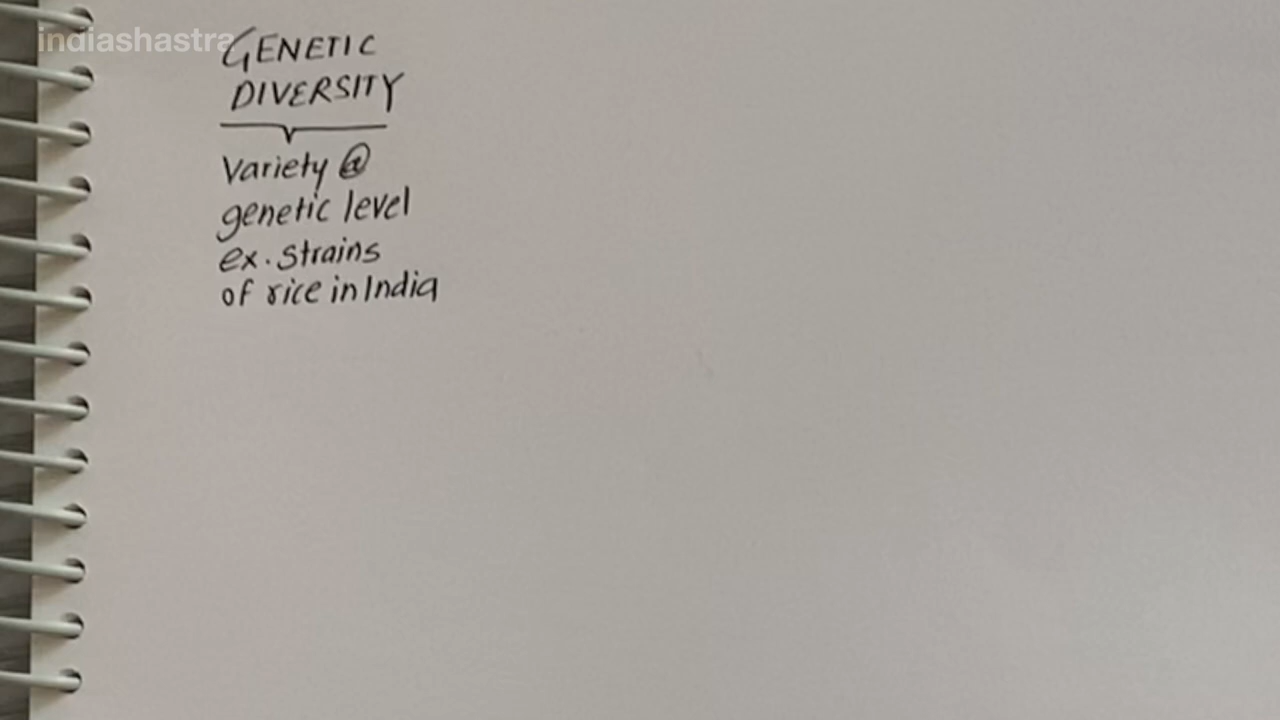 indiashastra
GENETIC
DIVERSITY
Variety @
genetic level
ex. strains
of rice in India